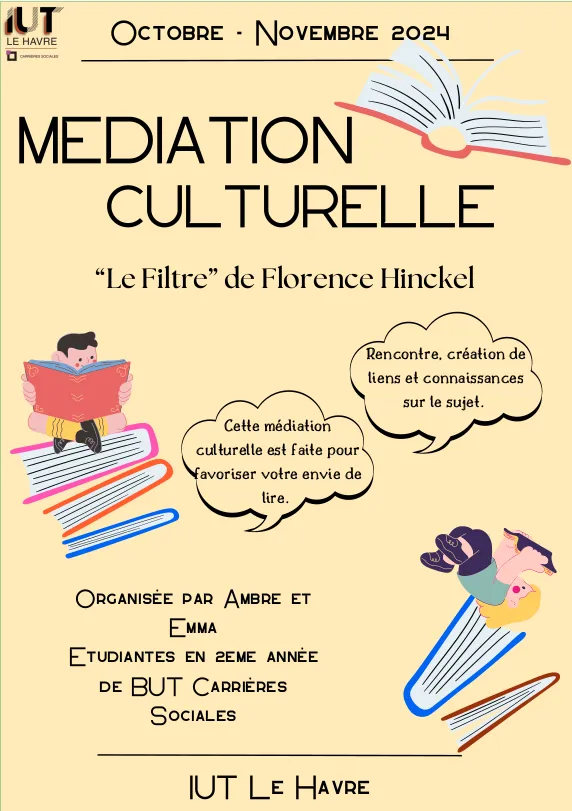 IUT
LE HAVRE
CARRIÈRES SOCIALES
Octobre - Novembre 2024
MEDIATION
CULTURELLE
“Le Filtre” de Florence Hinckel
Rencontre, création de
liens et connaissances
sur le sujet.
Cette médiation
culturelle est faite pour
favoriser votre envie de
lire.
Organisée par Ambre et
Emma
Etudiantes en 2eme année
de BUT Carrières
Sociales
IUT Le Havre